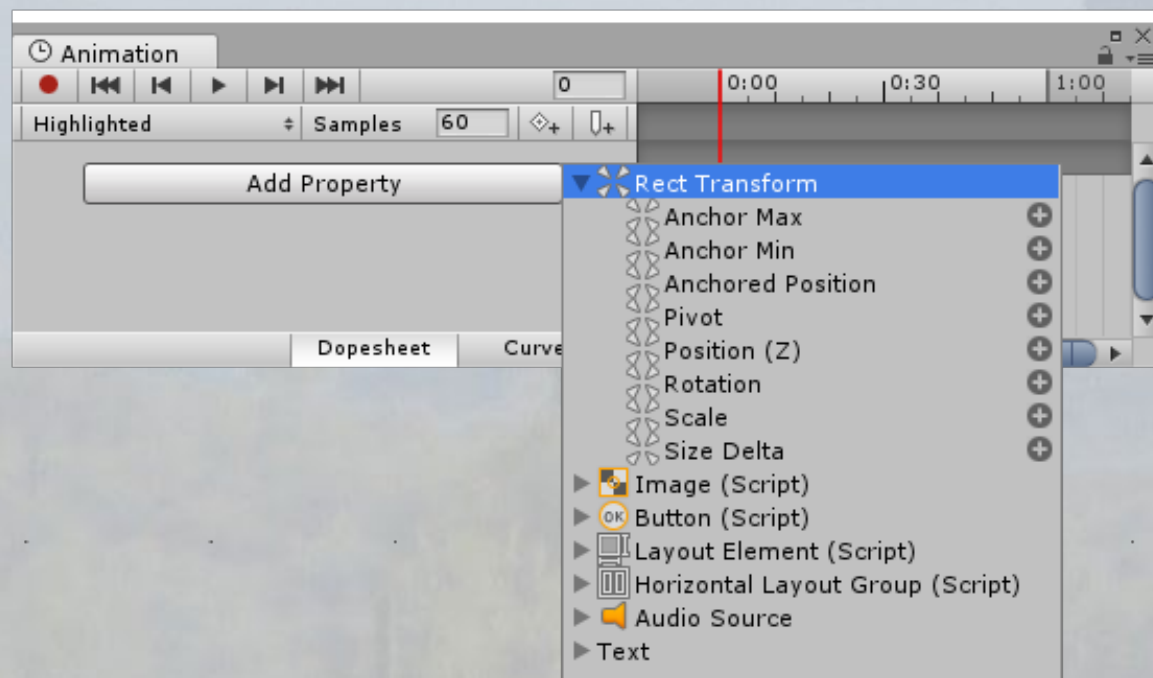 Animation
0
0:00
0:30
1:00
Highlighted
Samples
60
Add Property
Rect Transform
Anchor Max
Anchor Min
Anchored Position
Pivot
Position (Z)
Rotation
Scale
Size Delta
Dopesheet
Curve
Image (Script)
OK
Button (Script)
Layout Element (Script)
Horizontal Layout Group (Script)
Audio Source
Text